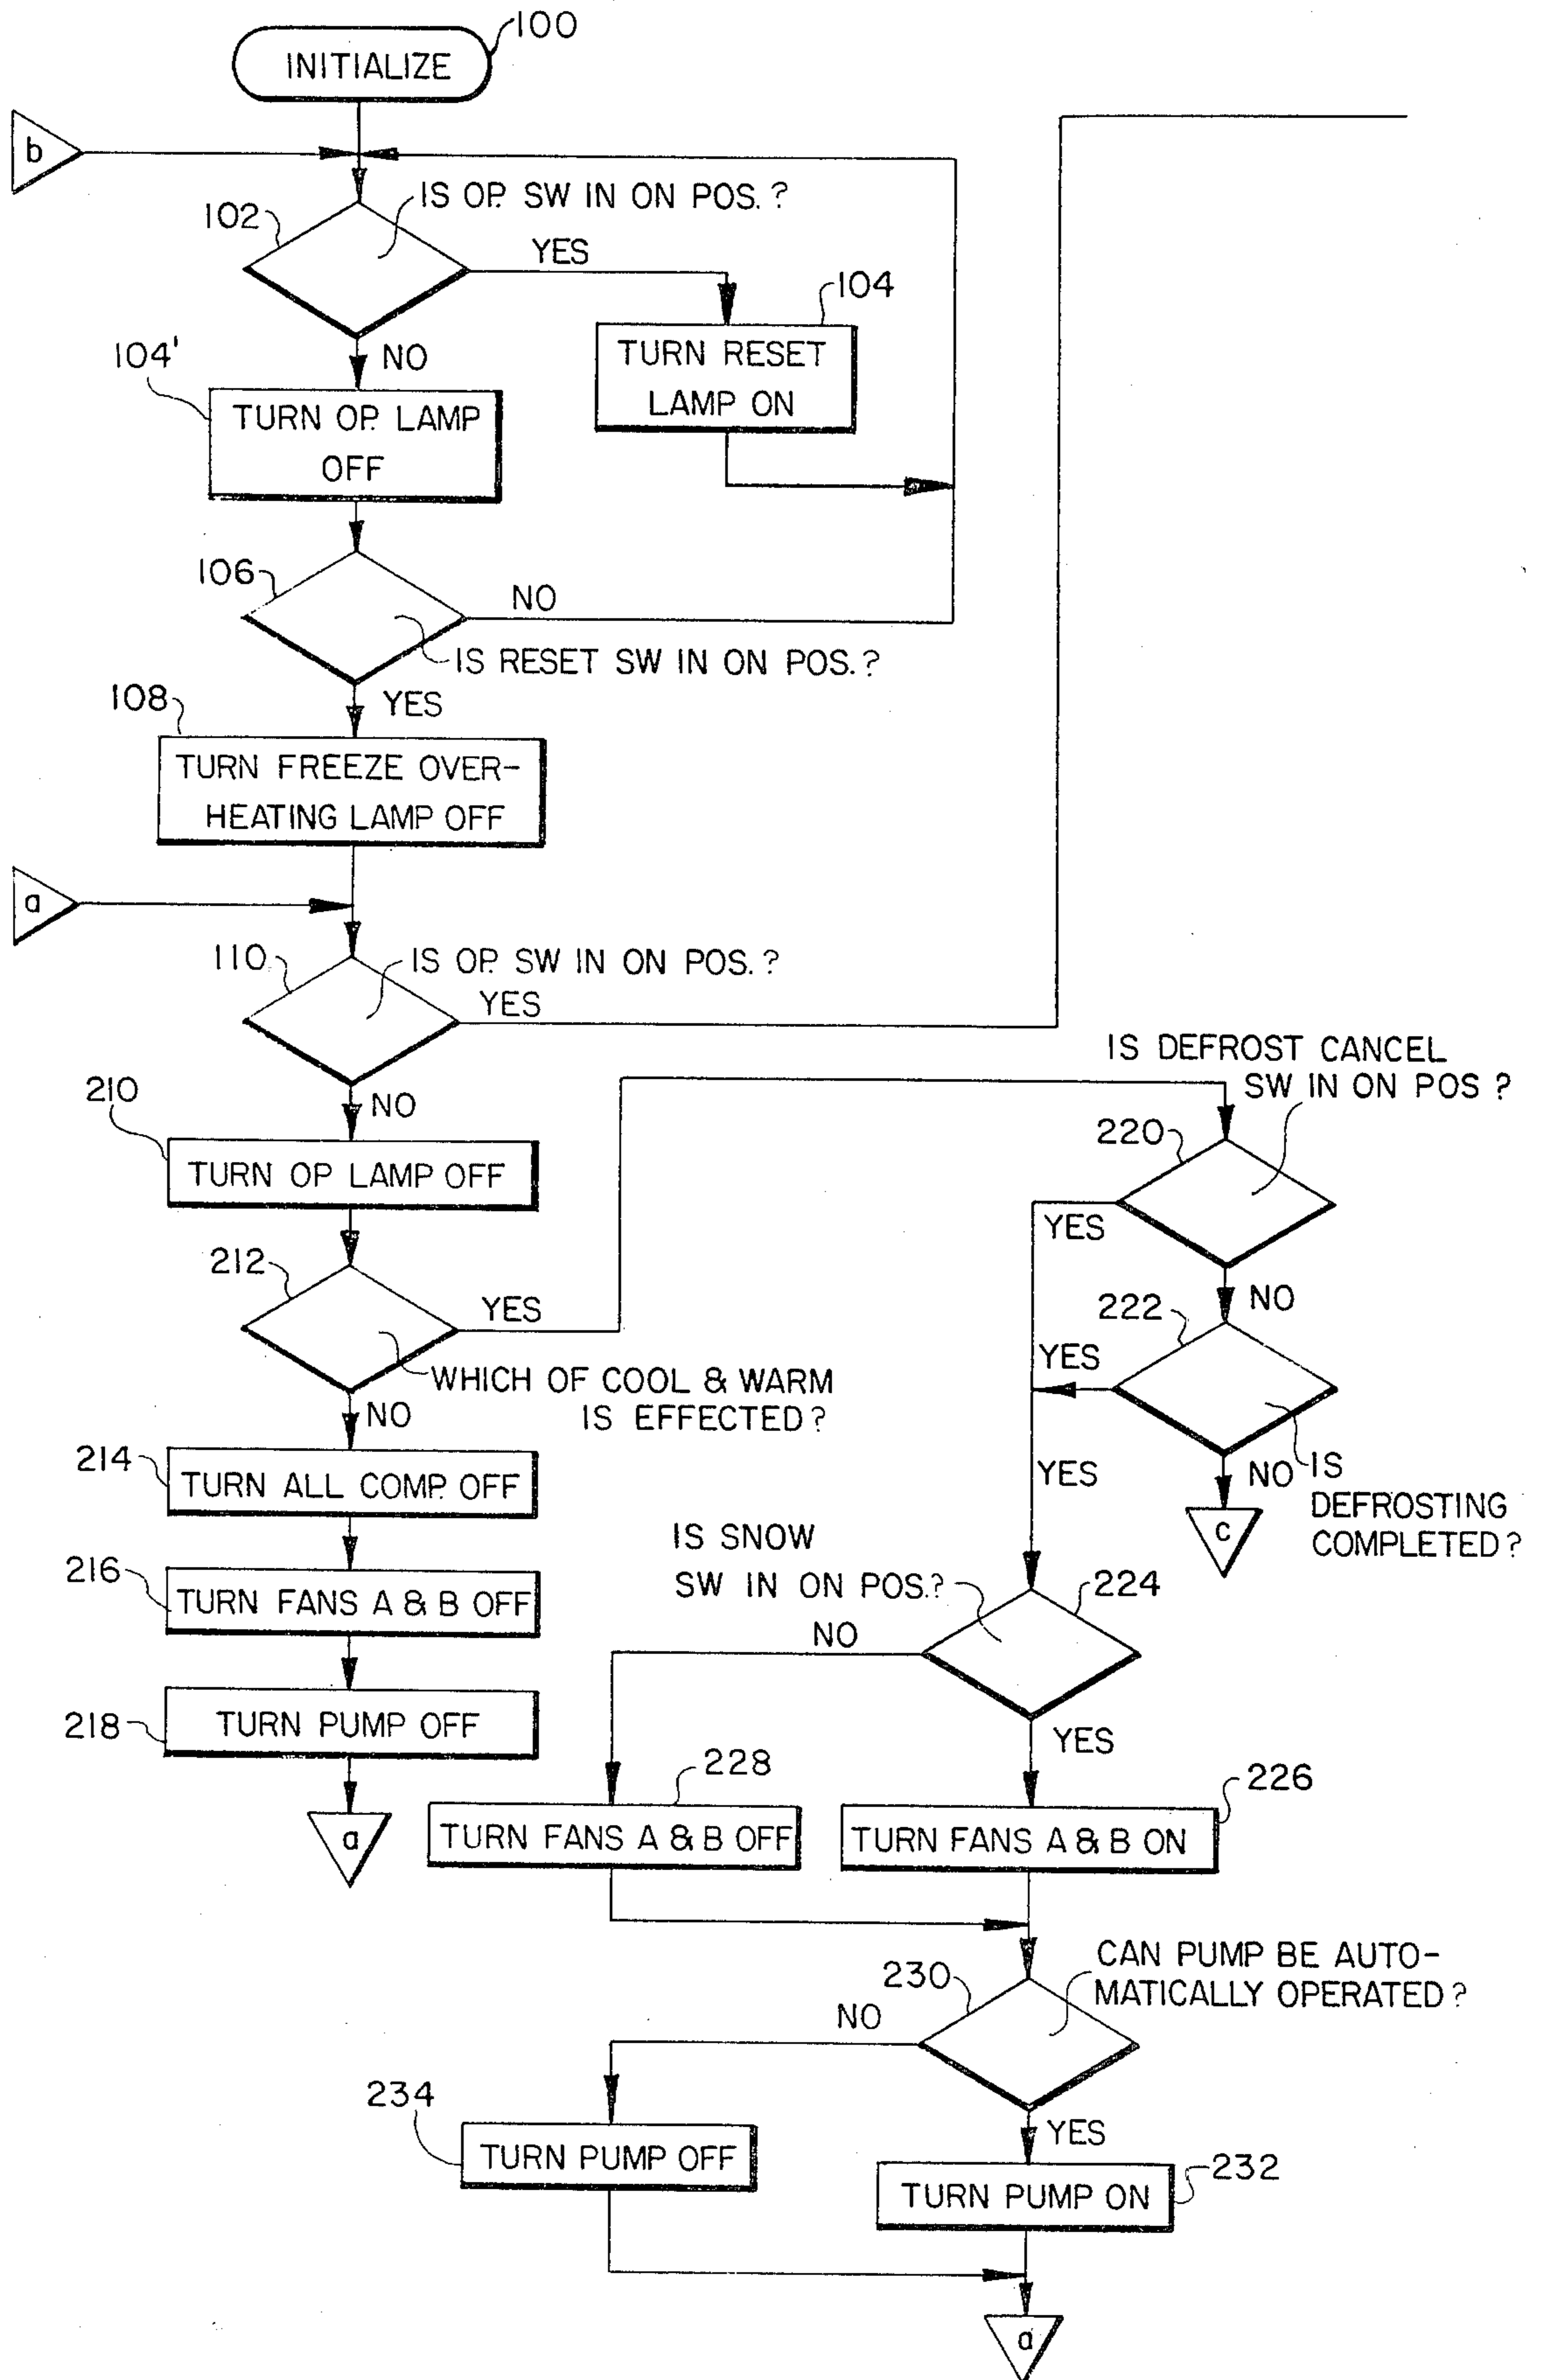 100
INITIALIZE
b
IS OP. SW IN ON POS.?
102
YES
104
TURN RESET
LAMP ON
NO
104'
TURN OP. LAMP
OFF
106
NO
IS RESET SW IN ON POS.?
108
YES
TURN FREEZE OVER-
HEATING LAMP OFF
a
110
IS OP. SW IN ON POS.?
YES
NO
210
TURN OP LAMP OFF
212
YES
WHICH OF COOL & WARM
IS EFFECTED?
NO
214
TURN ALL COMP. OFF
216
TURN FANS A & B OFF
218
TURN PUMP OFF
a
IS DEFROST CANCEL
SW IN ON POS ?
220
YES
NO
222
YES
YES
NO
IS
DEFROSTING
COMPLETED?
c
IS SNOW
SW IN ON POS.?
224
NO
YES
228
TURN FANS A & B OFF
226
TURN FANS A & B ON
CAN PUMP BE AUTO-
MATICALLY OPERATED?
230
NO
YES
234
TURN PUMP OFF
232
TURN PUMP ON
a